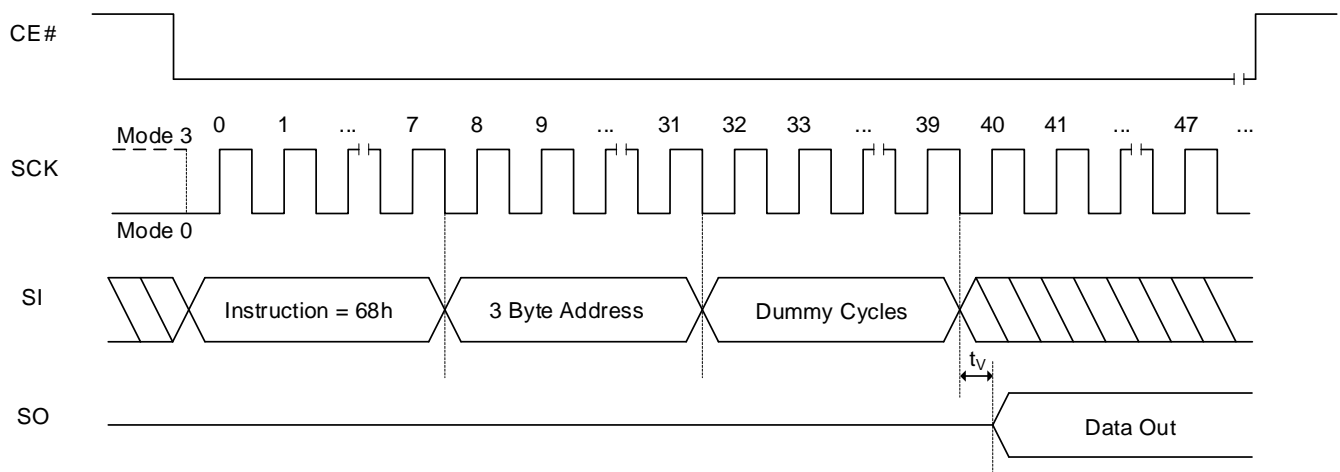 CE#
Mode 3
0 1 ... 7 8 9 ... 31 32 33 ... 39 40 41 ... 47 ...
SCK
Mode 0
SI
Instruction = 68h
3 Byte Address
Dummy Cycles
tV
SO
Data Out